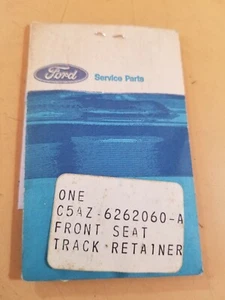 Ford
Service Parts
ONE
C5AZ-6262060-A
FRONT SEAT
TRACK RETAINER